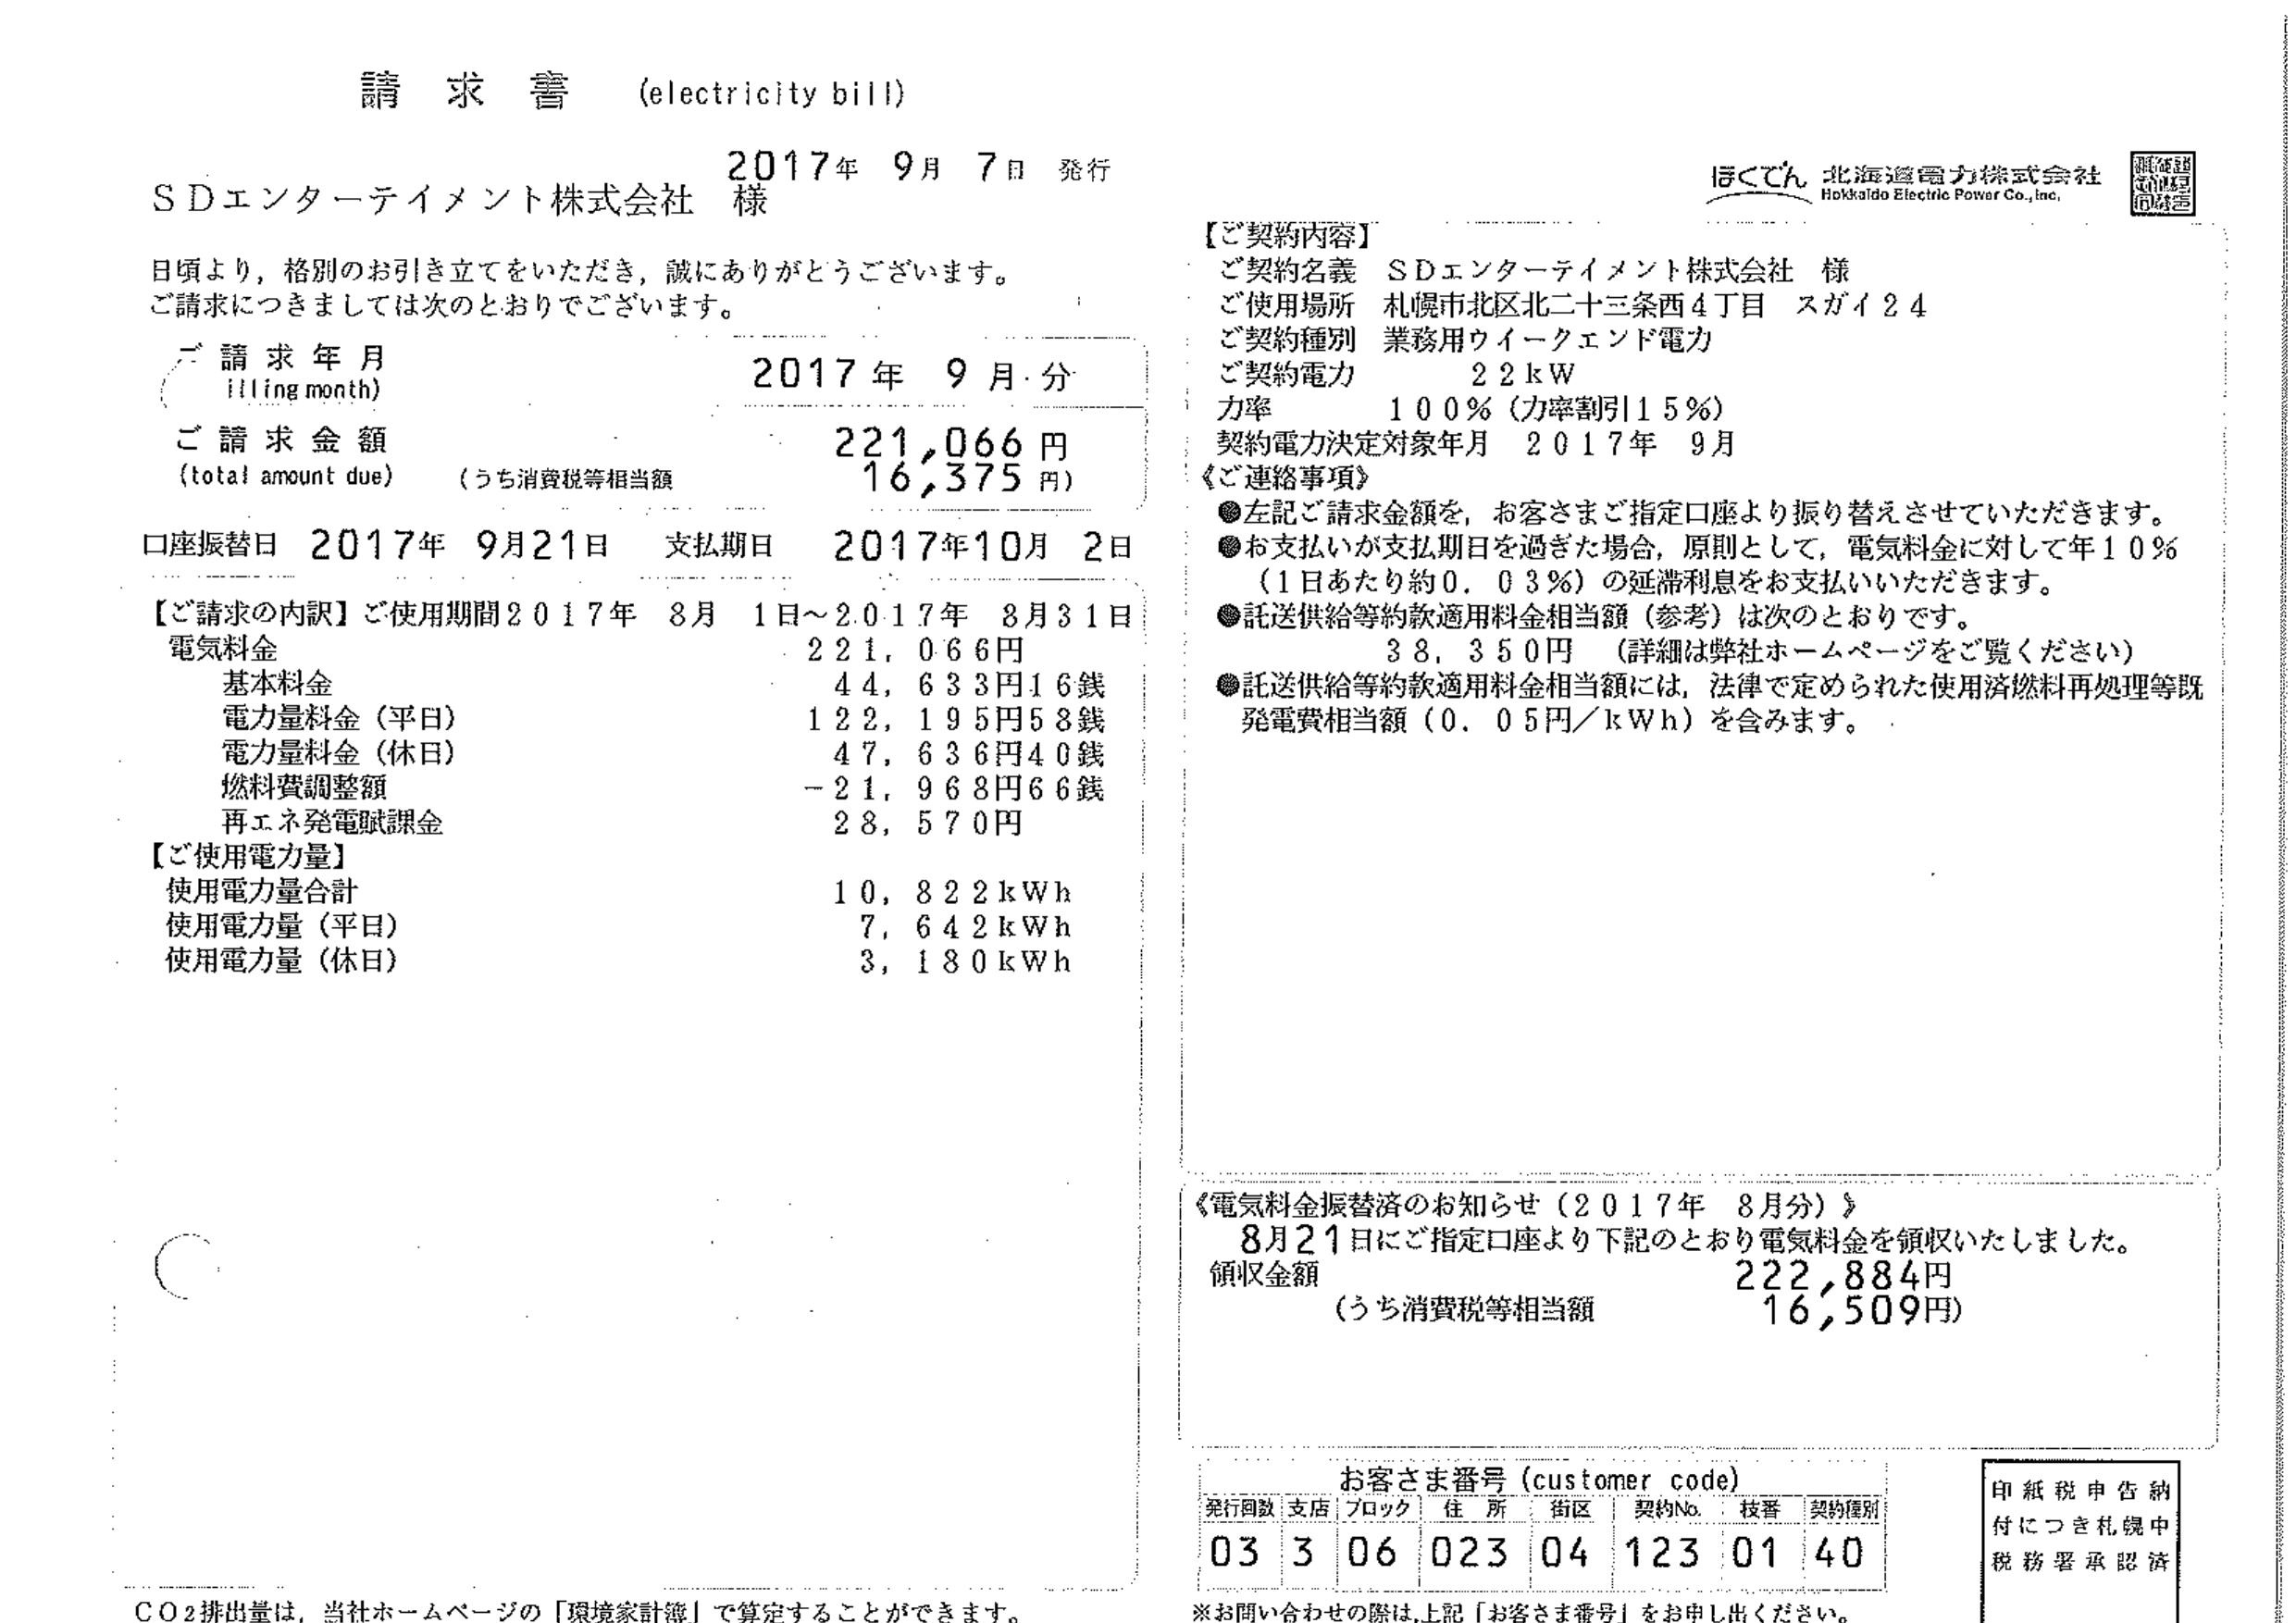 請求書 (electricity bill)
2017年 9月 7日 発行
SDエンターテイメント株式会社 様
日頃より，格別のお引き立てをいただき，誠にありがとうございます。
ご請求につきましては次のとおりでございます。
ご請求年月 2017年 9月分
illing month)
ご請求金額 221,066円
(total amount due) (うち消費税等相当額 16,375円)
口座振替日 2017年 9月21日 支払期日 2017年10月 2日
【ご請求の内訳】ご使用期間2017年 8月 1日～2017年 8月31日
電気料金 221，066円
基本料金 44，633円16銭
電力量料金（平日） 122，195円58銭
電力量料金（休日） 47，636円40銭
燃料費調整額 －21，968円66銭
再エネ発電賦課金 28，570円
【ご使用電力量】
使用電力量合計 10，822kWh
使用電力量（平日） 7，642kWh
使用電力量（休日） 3，180kWh
CO2排出量は，当社ホームページの「環境家計簿」で算定することができます。
ほくでん 北海道電力株式会社
Hokkaido Electric Power Co.,Inc.
【ご契約内容】
ご契約名義 SDエンターテイメント株式会社 様
ご使用場所 札幌市北区北二十三条西4丁目 スガイ24
ご契約種別 業務用ウイークエンド電力
ご契約電力 22kW
力率 100%（力率割引15%）
契約電力決定対象年月 2017年 9月
《ご連絡事項》
●左記ご請求金額を，お客さまご指定口座より振り替えさせていただきます。
●お支払いが支払期日を過ぎた場合，原則として，電気料金に対して年10%
（1日あたり約0．03%）の延滞利息をお支払いいただきます。
●託送供給等約款適用料金相当額（参考）は次のとおりです。
38，350円 （詳細は弊社ホームページをご覧ください）
●託送供給等約款適用料金相当額には，法律で定められた使用済燃料再処理等既
発電費相当額（0．05円／kWh）を含みます。
《電気料金振替済のお知らせ（2017年 8月分）》
8月21日にご指定口座より下記のとおり電気料金を領収いたしました。
領収金額 222,884円
(うち消費税等相当額 16,509円)
お客さま番号 (customer code)
発行回数 支店 ブロック 住所 街区 契約No. 枝番 契約種別
03 3 06 023 04 123 01 40
印紙税申告納
付につき札幌中
税務署承認済
※お問い合わせの際は,上記「お客さま番号」をお申し出ください。